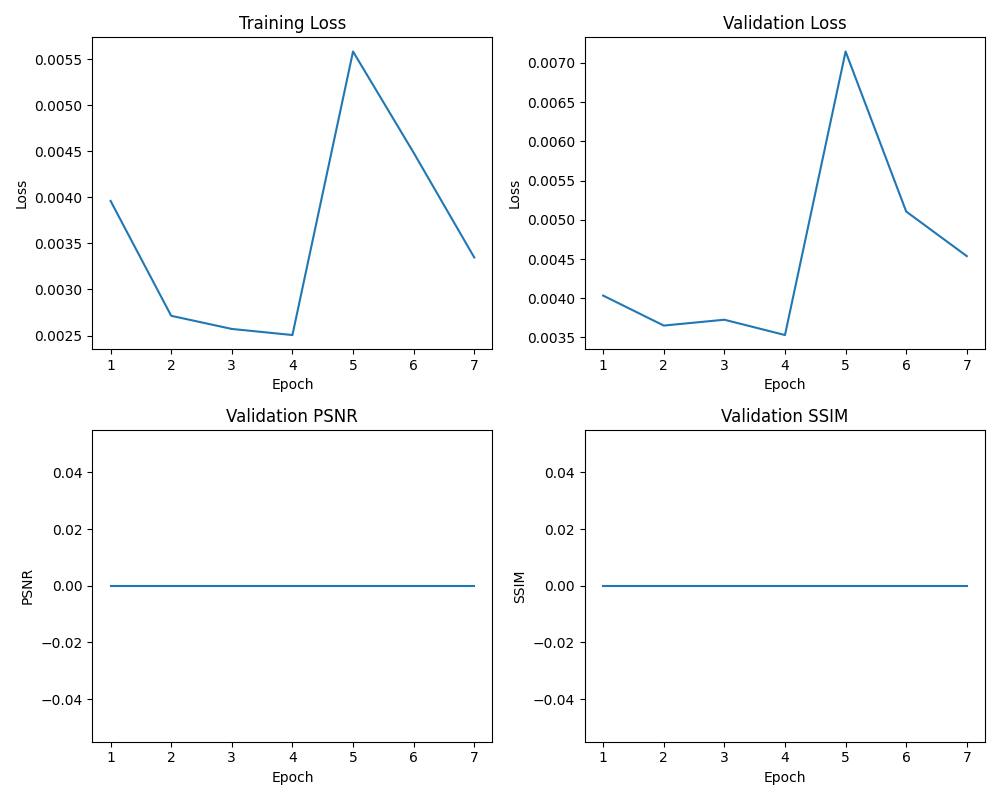 Training Loss
0.0055
0.0050
0.0045
0.0040
0.0035
0.0030
0.0025
Loss
1 2 3 4 5 6 7
Epoch
Validation Loss
0.0070
0.0065
0.0060
0.0055
0.0050
0.0045
0.0040
0.0035
Loss
1 2 3 4 5 6 7
Epoch
Validation PSNR
0.04
0.02
0.00
−0.02
−0.04
PSNR
1 2 3 4 5 6 7
Epoch
Validation SSIM
0.04
0.02
0.00
−0.02
−0.04
SSIM
1 2 3 4 5 6 7
Epoch